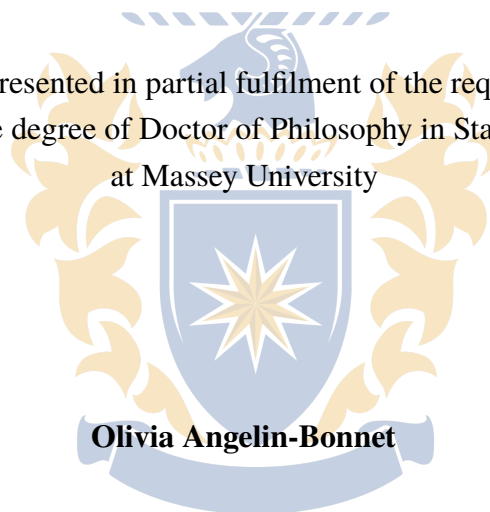 resented in partial fulfilment of the req
e degree of Doctor of Philosophy in Sta
at Massey University
Olivia Angelin-Bonnet